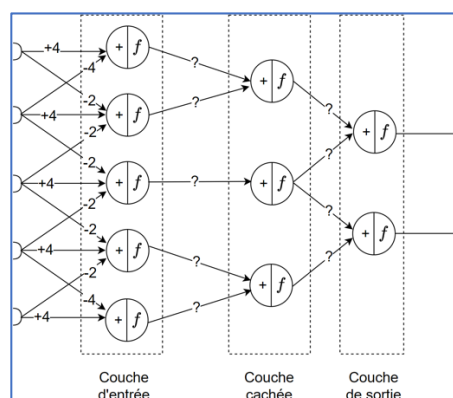 +4
-4
-2
+4
-2
-2
+4
-2
-2
+4
-2
-4
+4
+ f
+ f
+ f
+ f
+ f
?
?
?
?
?
+ f
+ f
+ f
?
?
?
?
+ f
+ f
Couche
d'entrée
Couche
cachée
Couche
de sortie